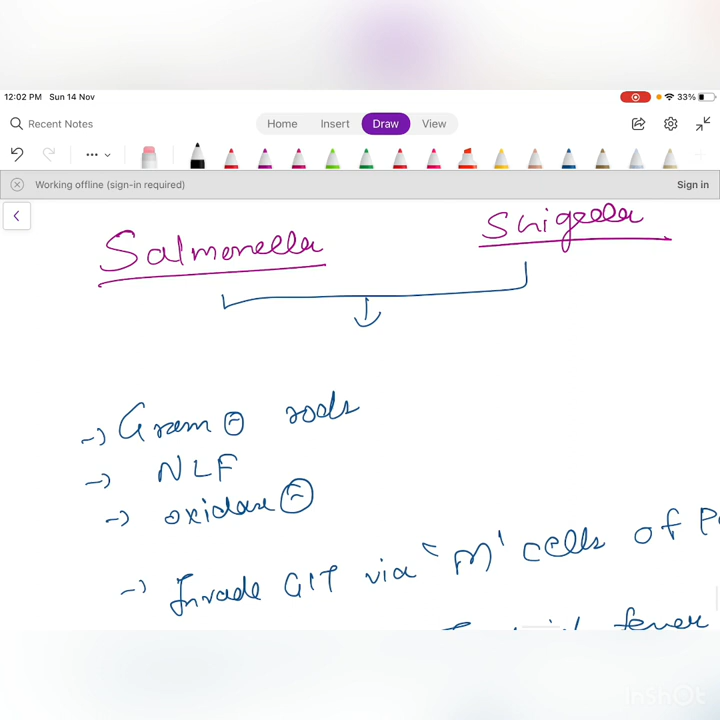 12:02 PM Sun 14 Nov 33%
Recent Notes Home Insert Draw View
Working offline (sign-in required) Sign in
Salmonella Shigella
-> Gram ⊖ rods
-> NLF
-> oxidase ⊖
-> Invade GIT via 'M' cells of P
fever
InShOt